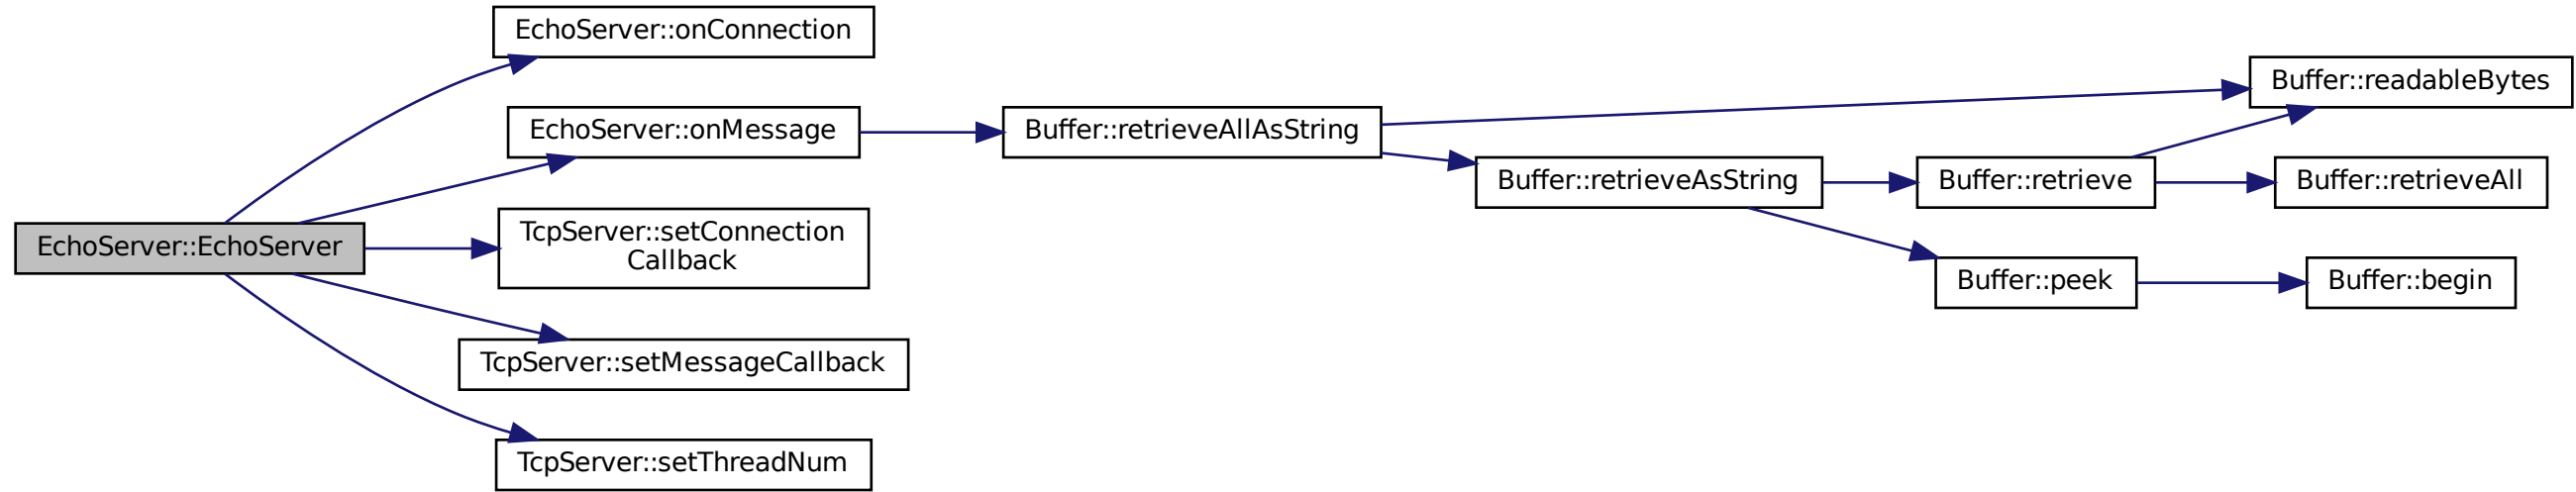 EchoServer::onConnection
Buffer::readableBytes
EchoServer::onMessage
Buffer::retrieveAllAsString
Buffer::retrieveAsString
Buffer::retrieve
Buffer::retrieveAll
EchoServer::EchoServer
TcpServer::setConnection
Callback
Buffer::peek
Buffer::begin
TcpServer::setMessageCallback
TcpServer::setThreadNum